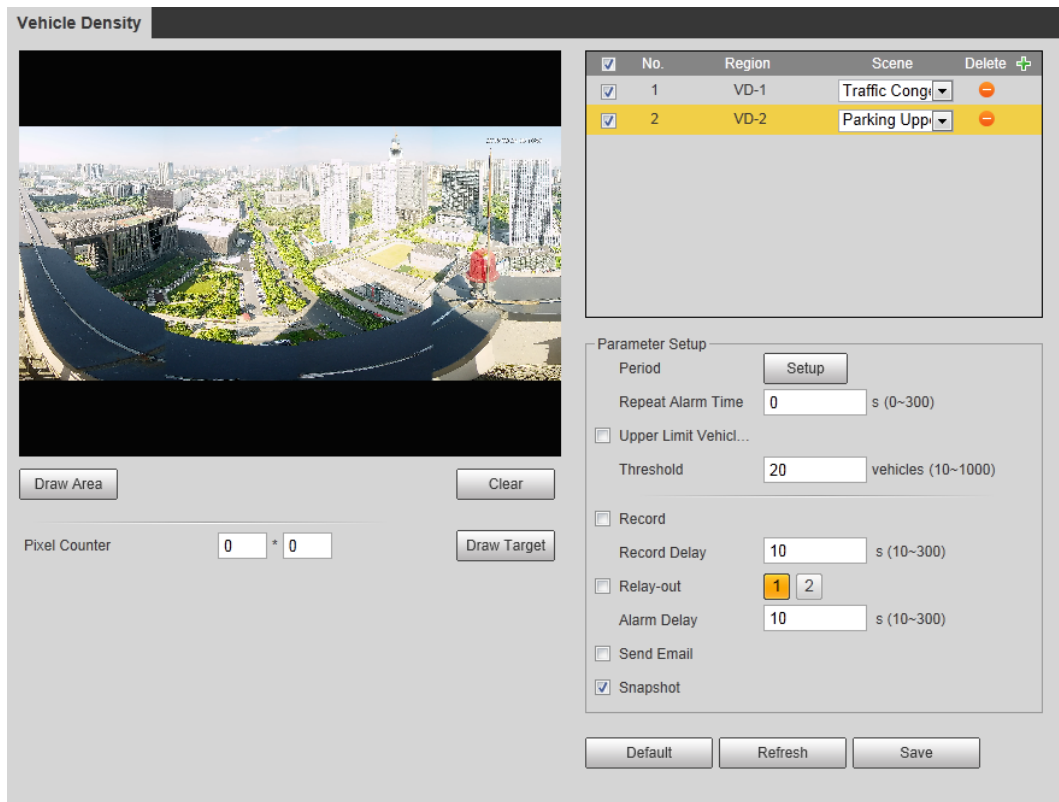 Vehicle Density
No. Region Scene Delete
1 VD-1 Traffic Cong
2 VD-2 Parking Upp
Draw Area Clear
Pixel Counter 0 * 0 Draw Target
Parameter Setup
Period Setup
Repeat Alarm Time 0 s (0~300)
Upper Limit Vehicl...
Threshold 20 vehicles (10~1000)
Record
Record Delay 10 s (10~300)
Relay-out 1 2
Alarm Delay 10 s (10~300)
Send Email
Snapshot
Default Refresh Save